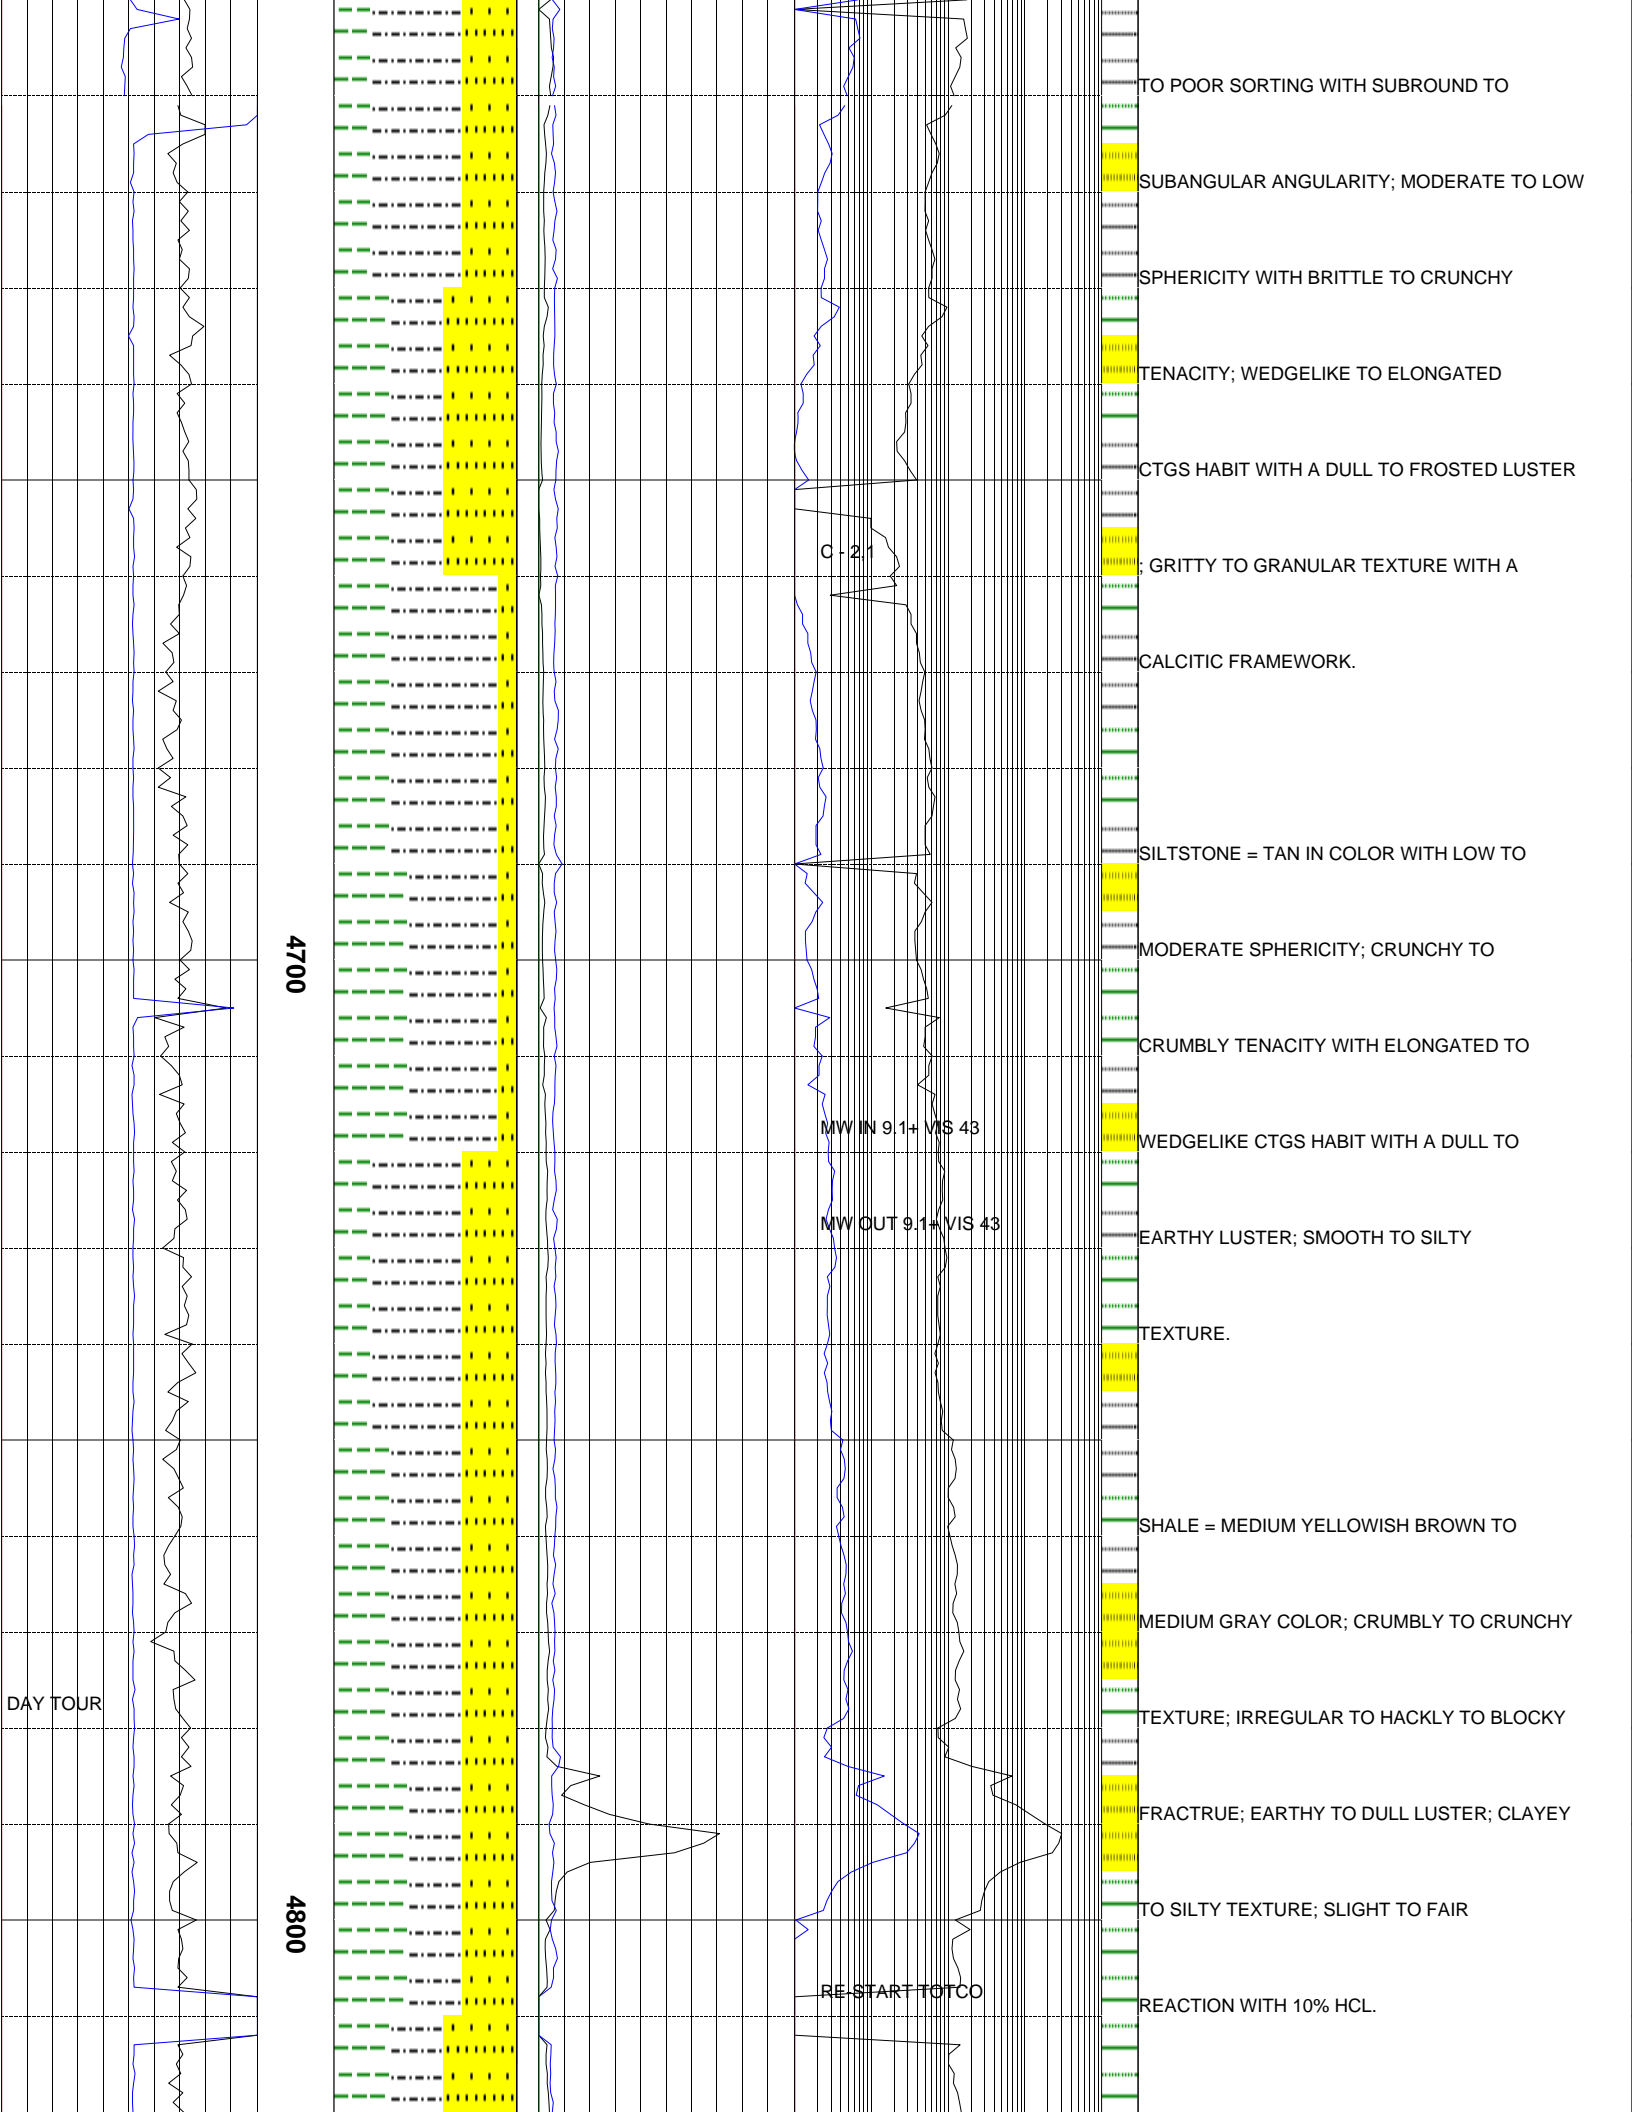 TO POOR SORTING WITH SUBROUND TO
SUBANGULAR ANGULARITY; MODERATE TO LOW
SPHERICITY WITH BRITTLE TO CRUNCHY
TENACITY; WEDGELIKE TO ELONGATED
CTGS HABIT WITH A DULL TO FROSTED LUSTER
C - 2,1
; GRITTY TO GRANULAR TEXTURE WITH A
CALCITIC FRAMEWORK.
SILTSTONE = TAN IN COLOR WITH LOW TO
4700
MODERATE SPHERICITY; CRUNCHY TO
CRUMBLY TENACITY WITH ELONGATED TO
MW IN 9.1+ VIS 43
WEDGELIKE CTGS HABIT WITH A DULL TO
MW OUT 9.1+ VIS 43
EARTHY LUSTER; SMOOTH TO SILTY
TEXTURE.
SHALE = MEDIUM YELLOWISH BROWN TO
MEDIUM GRAY COLOR; CRUMBLY TO CRUNCHY
DAY TOUR
TEXTURE; IRREGULAR TO HACKLY TO BLOCKY
FRACTRUE; EARTHY TO DULL LUSTER; CLAYEY
4800
TO SILTY TEXTURE; SLIGHT TO FAIR
RE-START TOTCO
REACTION WITH 10% HCL.